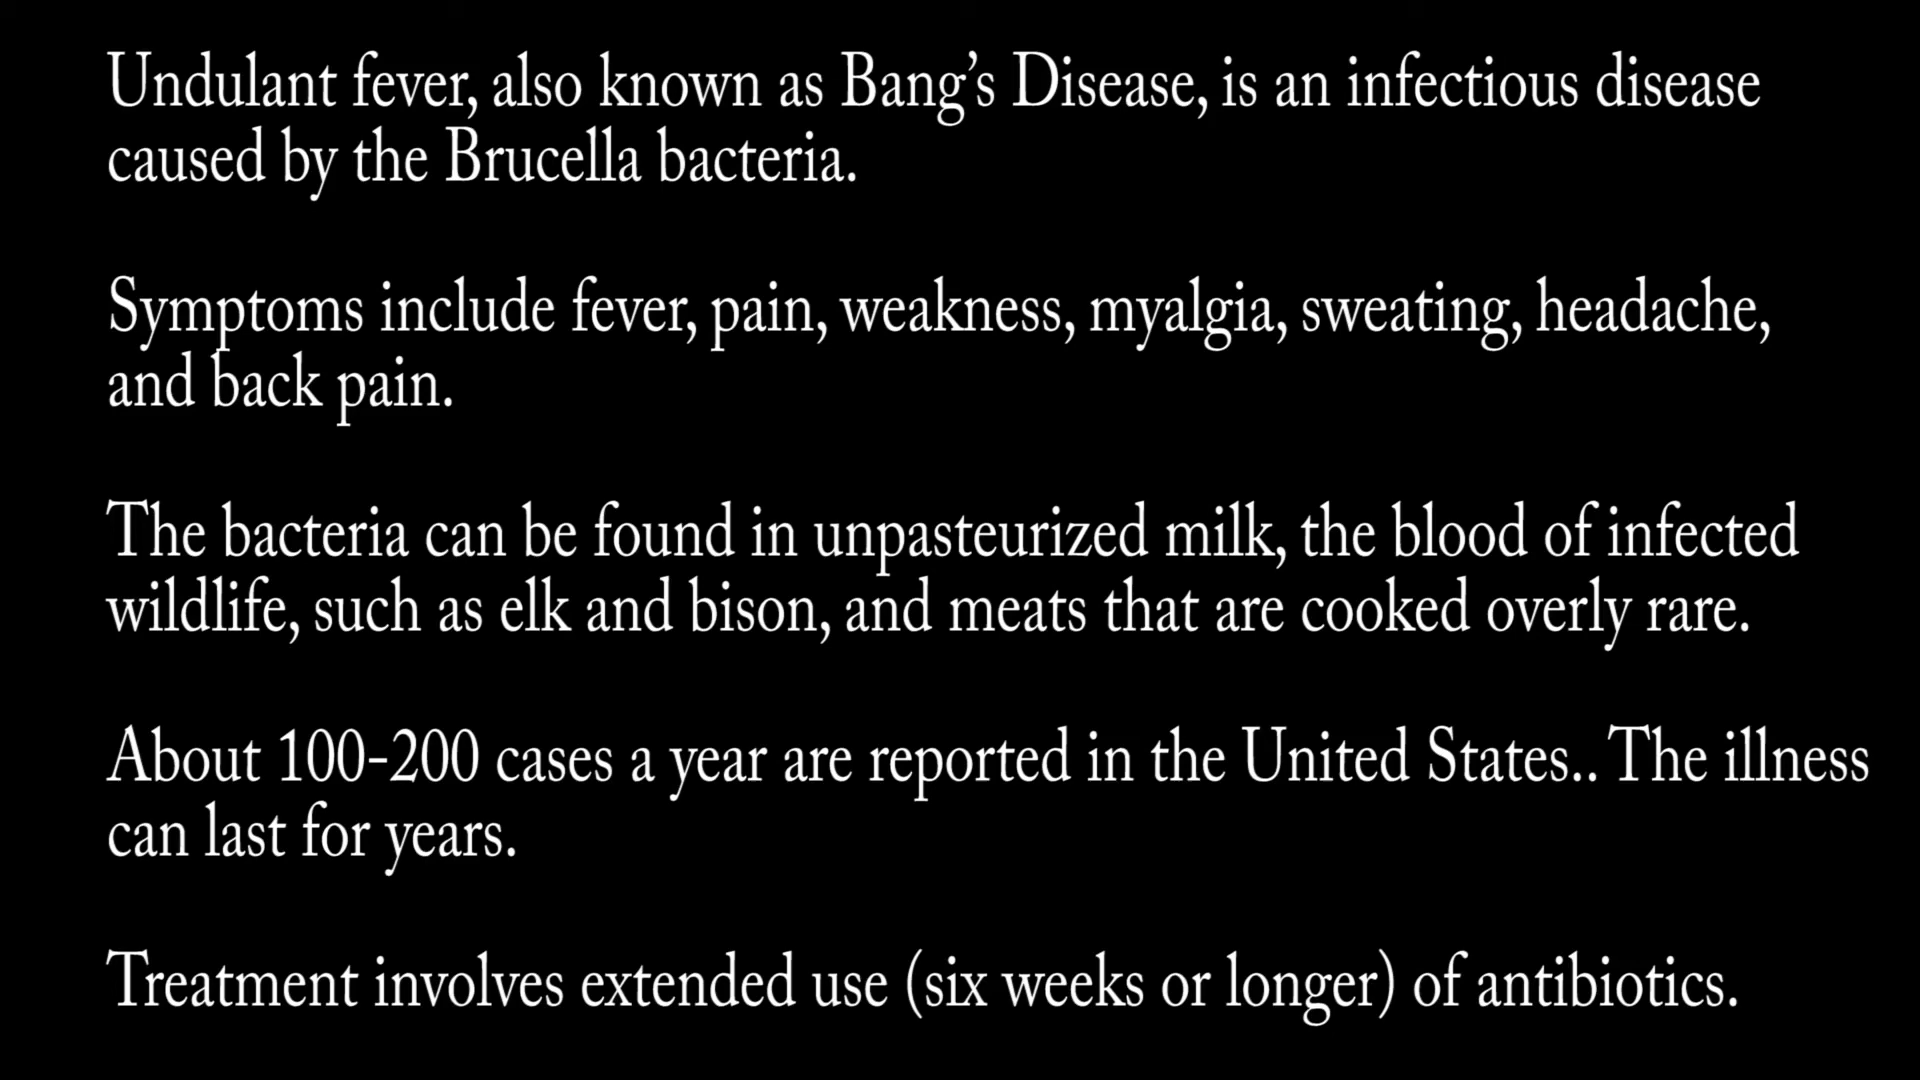 Undulant fever, also known as Bang’s Disease, is an infectious disease
caused by the Brucella bacteria.
Symptoms include fever, pain, weakness, myalgia, sweating, headache,
and back pain.
The bacteria can be found in unpasteurized milk, the blood of infected
wildlife, such as elk and bison, and meats that are cooked overly rare.
About 100-200 cases a year are reported in the United States.. The illness
can last for years.
Treatment involves extended use (six weeks or longer) of antibiotics.